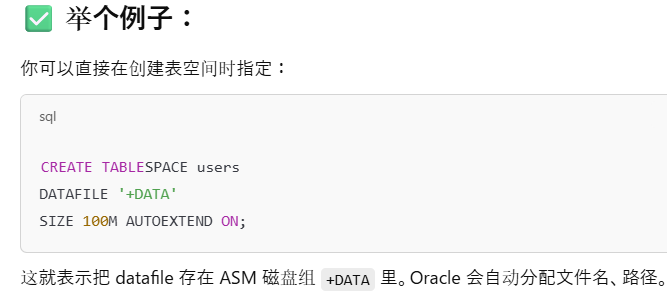 ✅ 举个例子：
你可以直接在创建表空间时指定：
sql
CREATE TABLESPACE users
DATAFILE '+DATA'
SIZE 100M AUTOEXTEND ON;
这就表示把 datafile 存在 ASM 磁盘组 +DATA 里。Oracle 会自动分配文件名、路径。